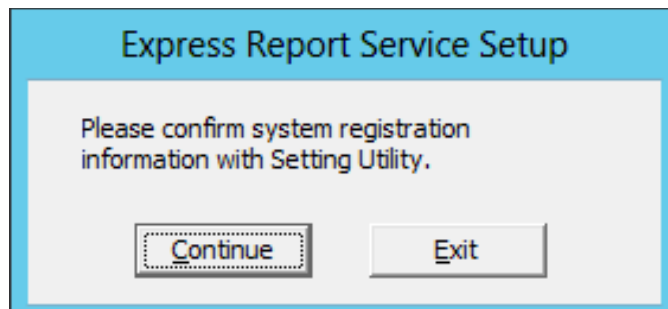 Express Report Service Setup
Please confirm system registration
information with Setting Utility.
Continue
Exit